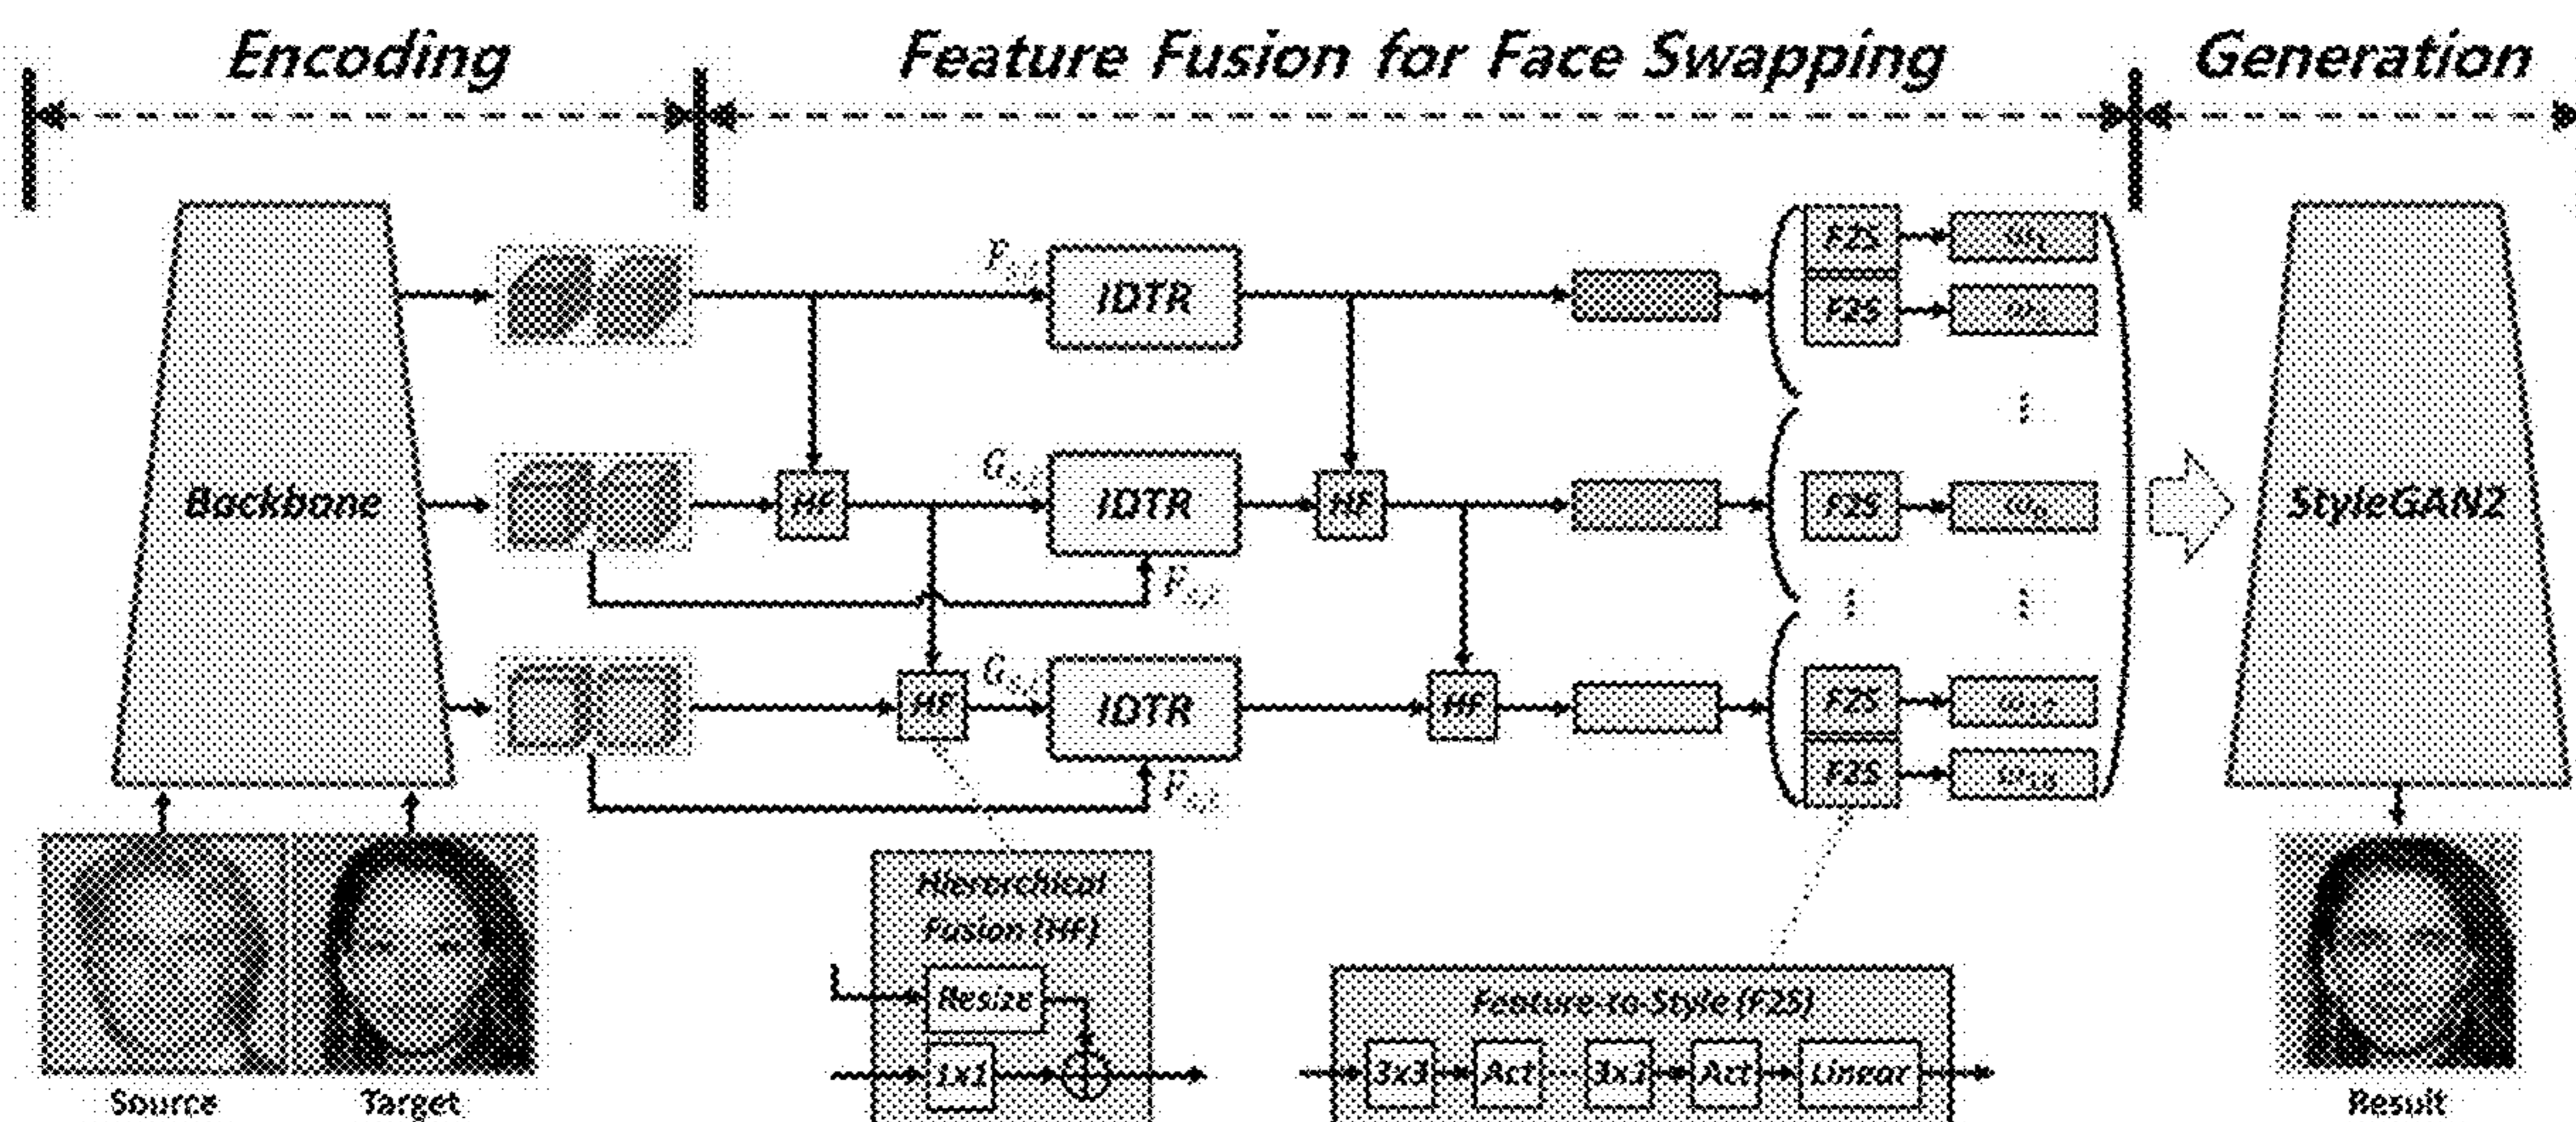 Encoding
Feature Fusion for Face Swapping
Generation
Backbone
IDTR
IDTR
IDTR
HF
HF
HF
HF
F2S
F2S
F2S
F2S
F2S
StyleGAN2
Source
Target
Hierarchical
Fusion (HF)
Resize
1x1
Feature-to-Style (F2S)
3x3
Act
Act
Linear
Result